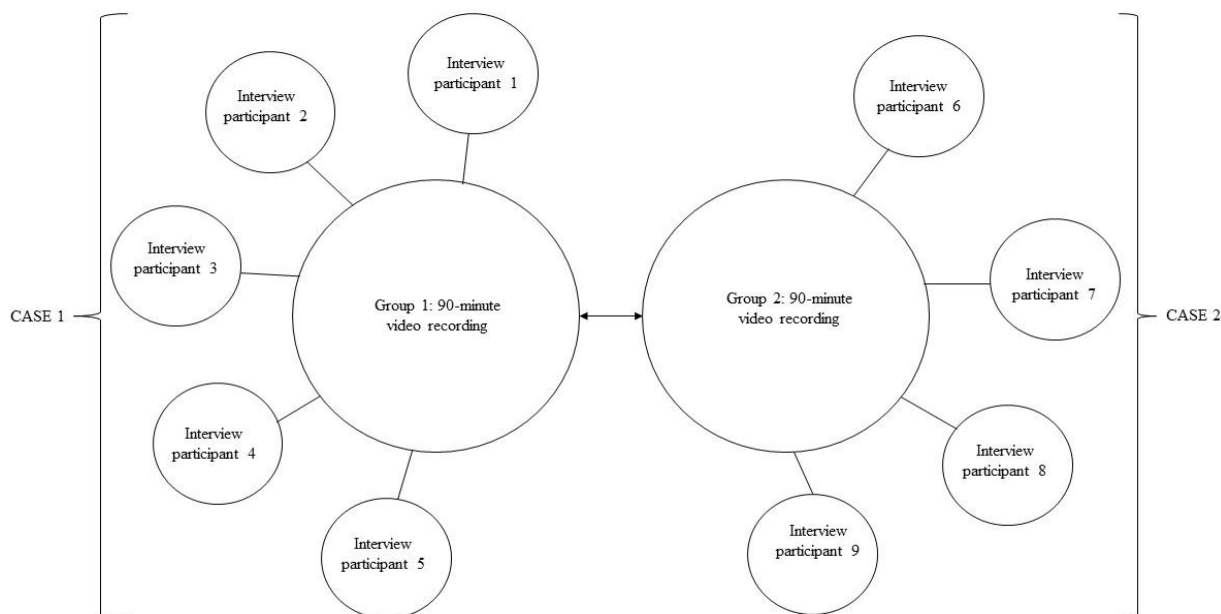 Interview
participant 1
Interview
participant 2
Interview
participant 3
CASE 1
Interview
participant 4
Interview
participant 5
Group 1: 90-minute
video recording
Group 2: 90-minute
video recording
Interview
participant 6
Interview
participant 7
CASE 2
Interview
participant 8
Interview
participant 9